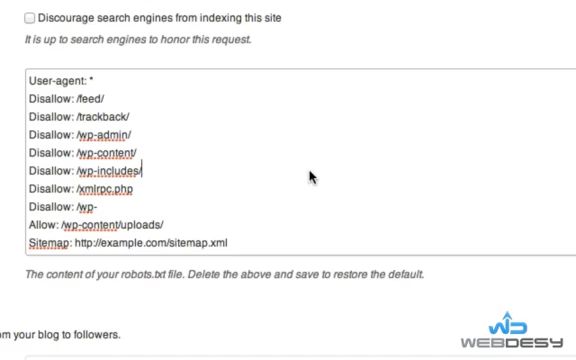 Discourage search engines from indexing this site
It is up to search engines to honor this request.
User-agent: *
Disallow: /feed/
Disallow: /trackback/
Disallow: /wp-admin/
Disallow: /wp-content/
Disallow: /wp-includes/
Disallow: /xmlrpc.php
Disallow: /wp-
Allow: /wp-content/uploads/
Sitemap: http://example.com/sitemap.xml
The content of your robots.txt file. Delete the above and save to restore the default.
om your blog to followers.
WEBDESY